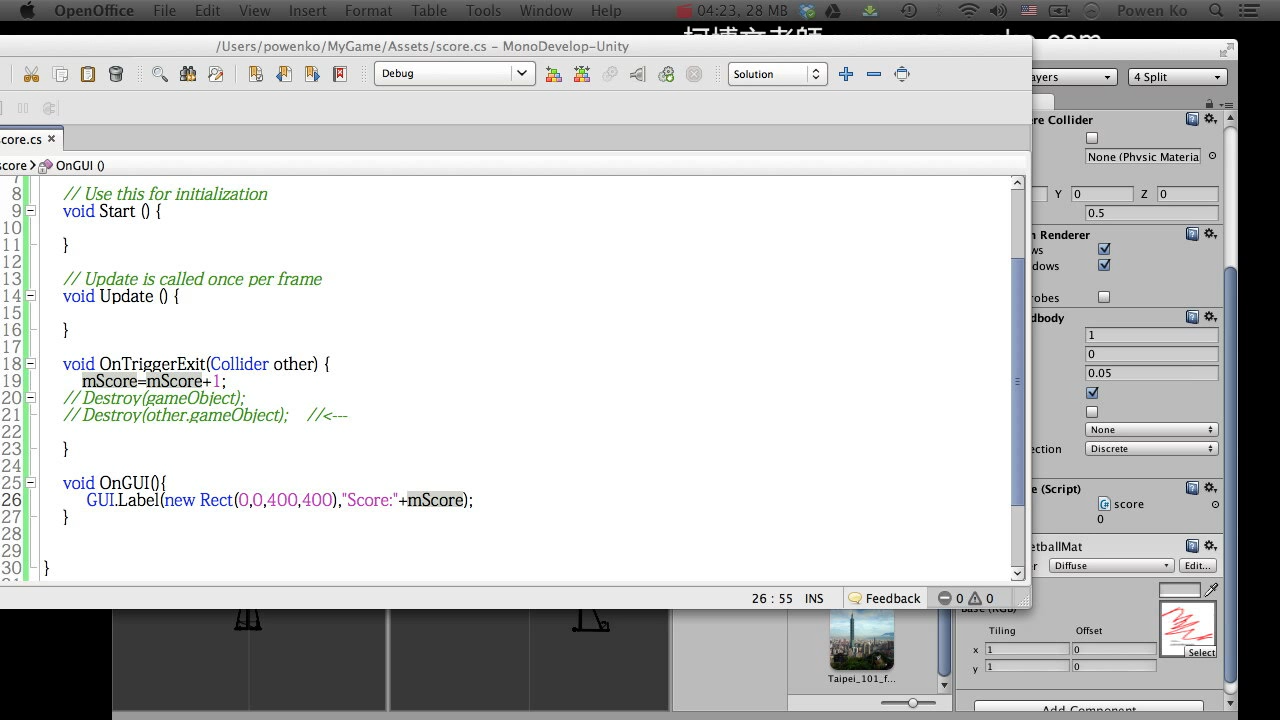 OpenOffice File Edit View Insert Format Table Tools Window Help 04:23, 28 MB Powen Ko
/Users/powenko/MyGame/Assets/score.cs – MonoDevelop-Unity
Debug
Solution
ayers
4 Split
core.cs ×
core OnGUI ()
7
8 // Use this for initialization
9 void Start () {
10
11 }
12
13 // Update is called once per frame
14 void Update () {
15
16 }
17
18 void OnTriggerExit(Collider other) {
19 mScore=mScore+1;
20 // Destroy(gameObject);
21 // Destroy(other.gameObject); //<---
22
23 }
24
25 void OnGUI(){
26 GUI.Label(new Rect(0,0,400,400),"Score:"+mScore);
27 }
28
29
30 }
26 : 55 INS Feedback 0 0
ere Collider
None (Physic Materia
Y 0 Z 0
0.5
n Renderer
ws
dows
robes
dbody
1
0
0.05
None
ection Discrete
e (Script)
score
0
etballMat
r Diffuse Edit...
Base (RGB)
Tiling Offset
x 1 0
y 1 0
Select
Add Component
Taipei_101_f...